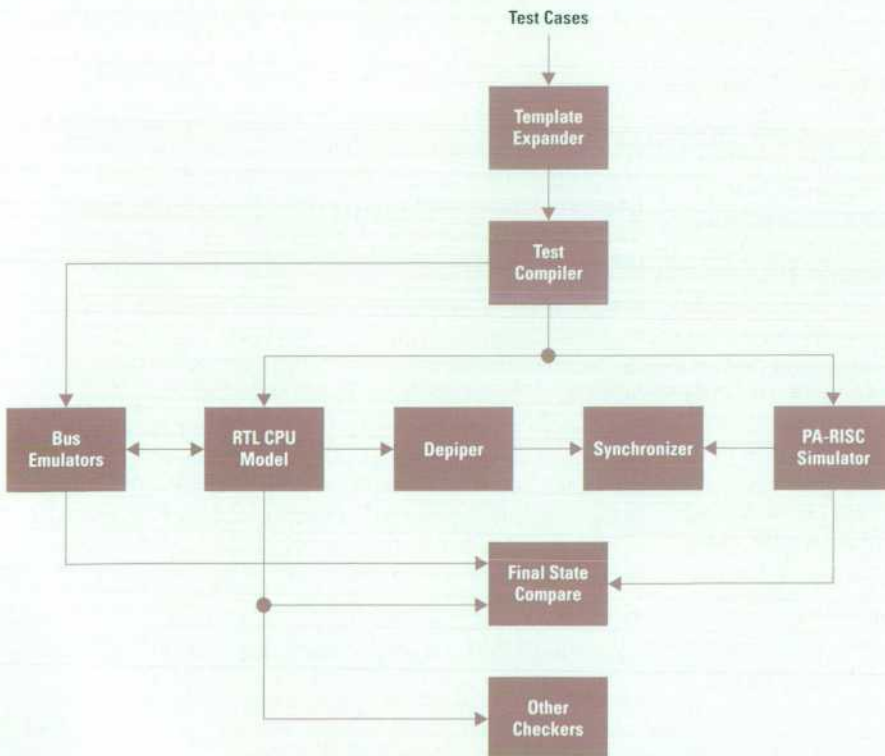 Test Cases
Template
Expander
Test
Compiler
Bus
Emulators
RTL CPU
Model
Depiper
Synchronizer
PA-RISC
Simulator
Final State
Compare
Other
Checkers